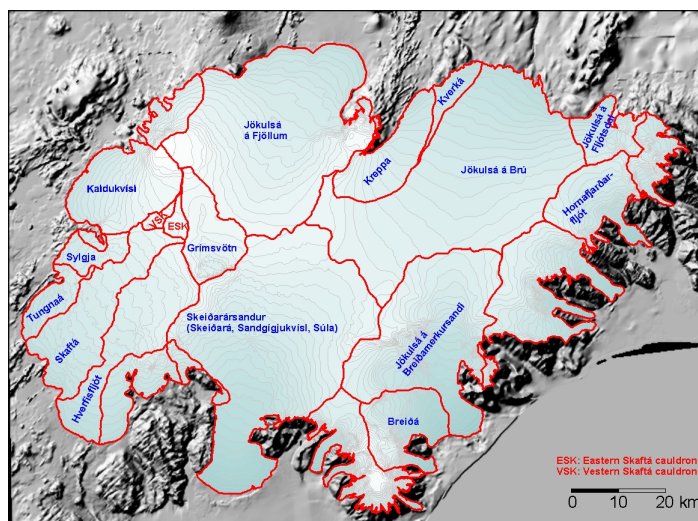 Jökulsá
á Fjöllum
Kverká
Jökulsá á
Fljótsdal
Kreppa
Jökulsá á Brú
Kaldukvísl
Hornafjarðar-
fljót
VSK
ESK
Grímsvötn
Sylgja
Tungnaá
Skeiðarársandur
(Skeiðará, Sandgígjukvísl, Súla)
Skaftá
Jökulsá á
Breiðamerkursandi
Hverfisfljót
Breiðá
ESK: Eastern Skaftá cauldron
VSK: Vestern Skaftá cauldron
0 10 20 km